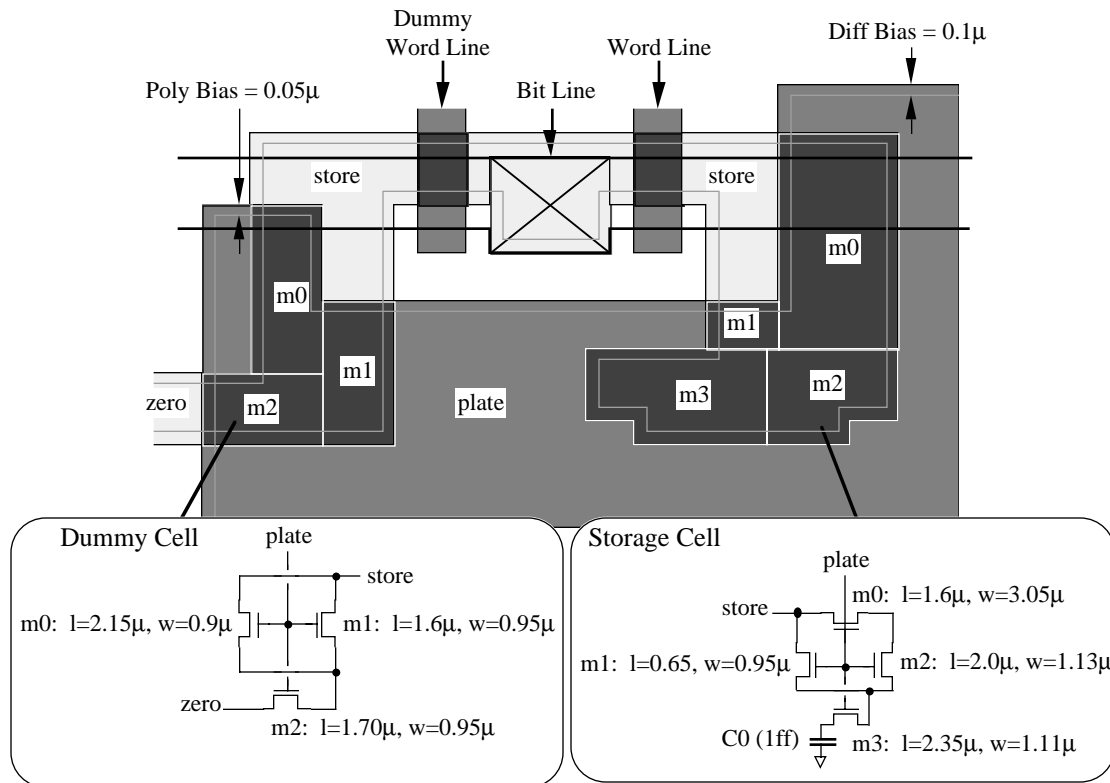 Dummy
Word Line
Word Line
Diff Bias = 0.1μ
Poly Bias = 0.05μ
Bit Line
store
store
m0
m0
m1
m1
m2
m3
m2
zero
plate
Dummy Cell
plate
store
m0: l=2.15μ, w=0.9μ
m1: l=1.6μ, w=0.95μ
zero
m2: l=1.70μ, w=0.95μ
Storage Cell
plate
m0: l=1.6μ, w=3.05μ
store
m1: l=0.65, w=0.95μ
m2: l=2.0μ, w=1.13μ
C0 (1ff)
m3: l=2.35μ, w=1.11μ